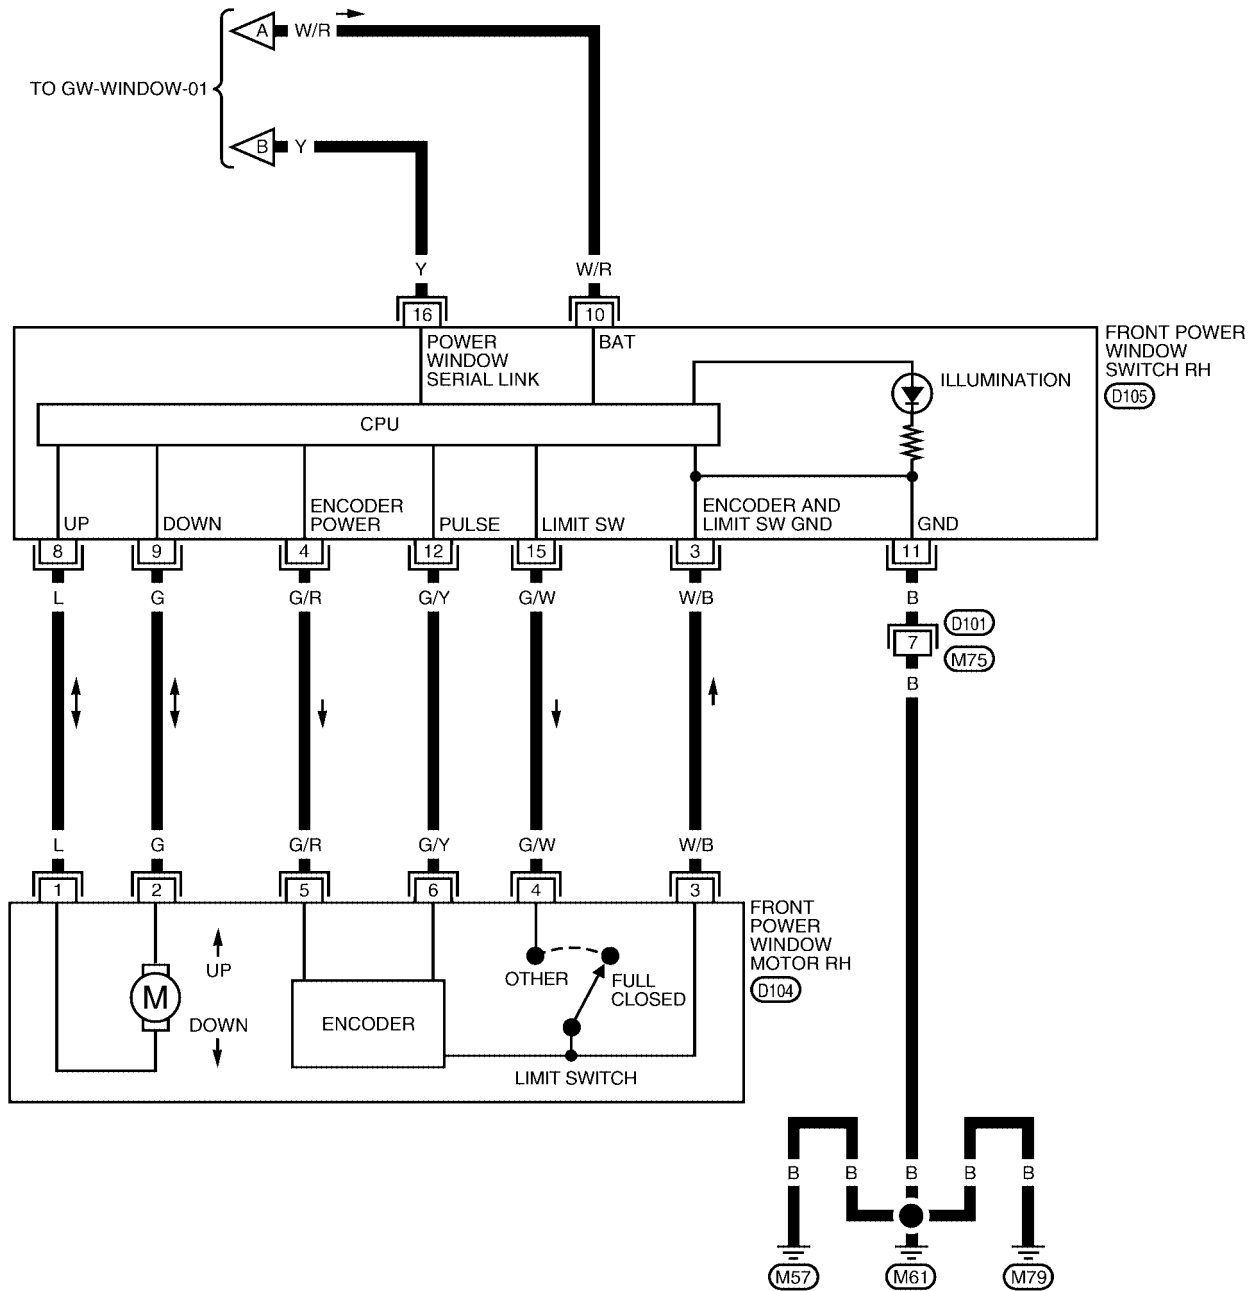 A W/R
TO GW-WINDOW-01
B Y
Y W/R
16 10
POWER
WINDOW
SERIAL LINK
BAT
FRONT POWER
WINDOW
SWITCH RH
D105
ILLUMINATION
CPU
UP
DOWN
ENCODER
POWER
PULSE
LIMIT SW
ENCODER AND
LIMIT SW GND
GND
8 9 4 12 15 3 11
L G G/R G/Y G/W W/B B
D101
7
M75
B
L G G/R G/Y G/W W/B
1 2 5 6 4 3
FRONT
POWER
WINDOW
MOTOR RH
D104
UP
M
DOWN
ENCODER
OTHER
FULL
CLOSED
LIMIT SWITCH
B B B B B
M57 M61 M79